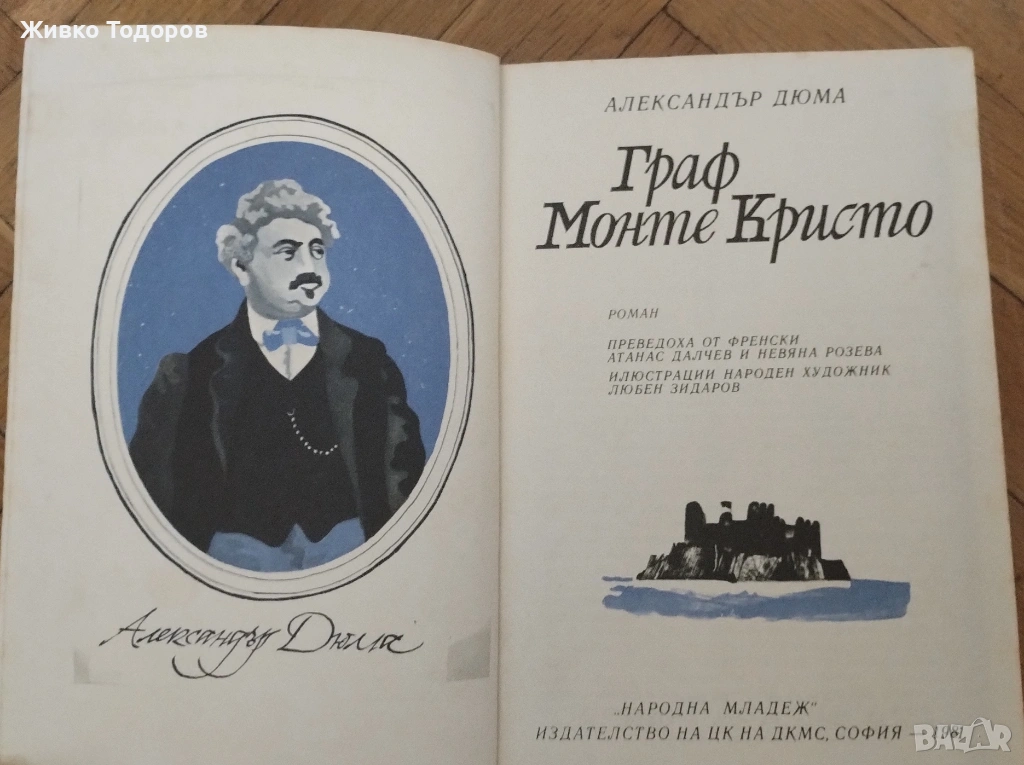 Живко Тодоров
Александър Дюма
АЛЕКСАНДЪР ДЮМА
Граф
Монте Кристо
РОМАН
ПРЕВЕДОХА ОТ ФРЕНСКИ
АТАНАС ДАЛЧЕВ И НЕВЯНА РОЗЕВА
ИЛЮСТРАЦИИ НАРОДЕН ХУДОЖНИК
ЛЮБЕН ЗИДАРОВ
„НАРОДНА МЛАДЕЖ"
ИЗДАТЕЛСТВО НА ЦК НА ДКМС, СОФИЯ —
BAZAR